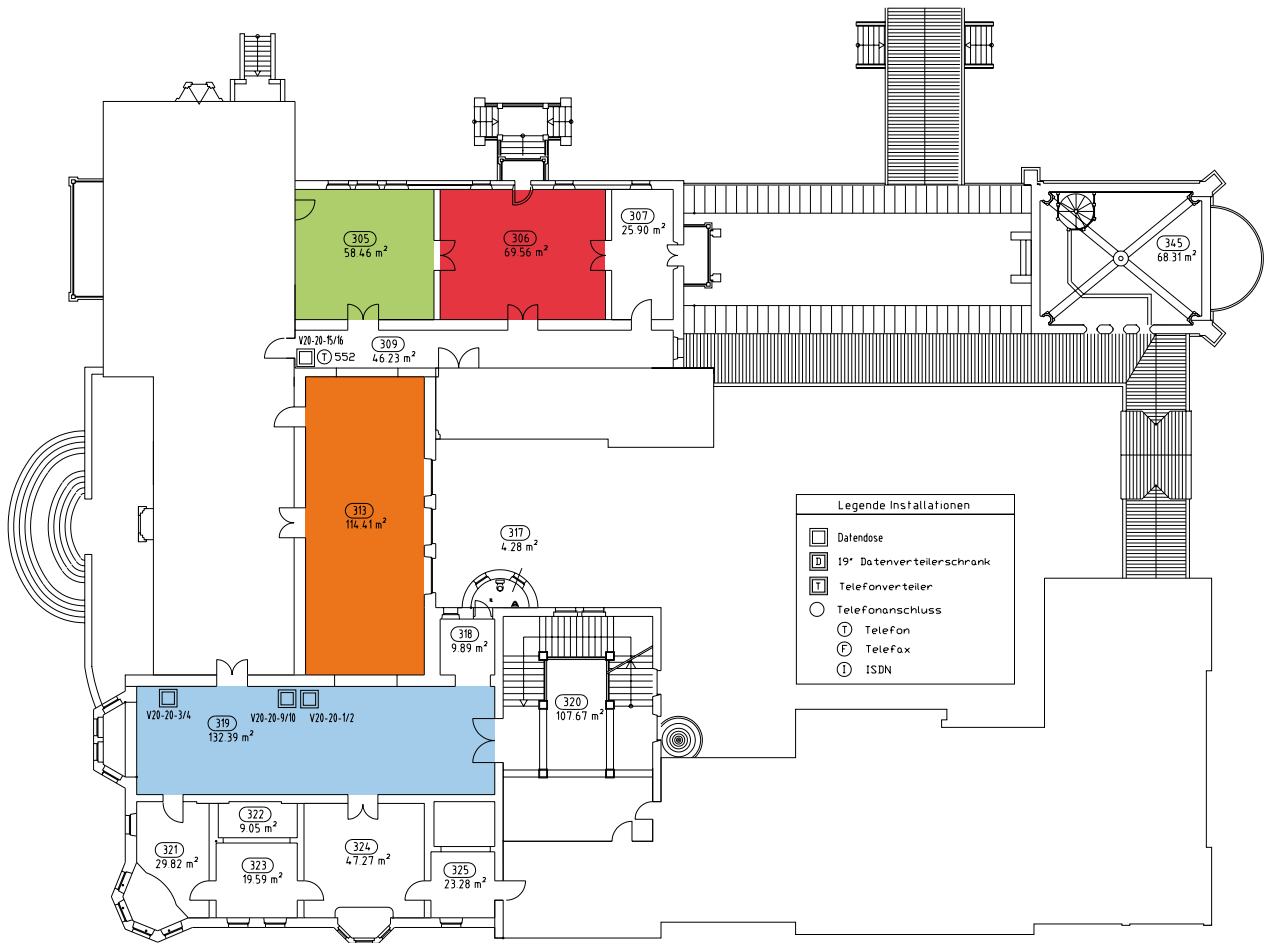 305
58.46 m²
306
69.56 m²
307
25.90 m²
345
68.31 m²
V20-20-15/16
T 552
309
46.23 m²
313
114.41 m²
317
4.28 m²
Legende Installationen
Datendose
D 19" Datenverteilerschrank
T Telefonverteiler
Telefonanschluss
T Telefon
F Telefax
I ISDN
318
9.89 m²
320
107.67 m²
V20-20-3/4
V20-20-9/10
V20-20-1/2
319
132.39 m²
322
9.05 m²
321
29.82 m²
323
19.59 m²
324
47.27 m²
325
23.28 m²